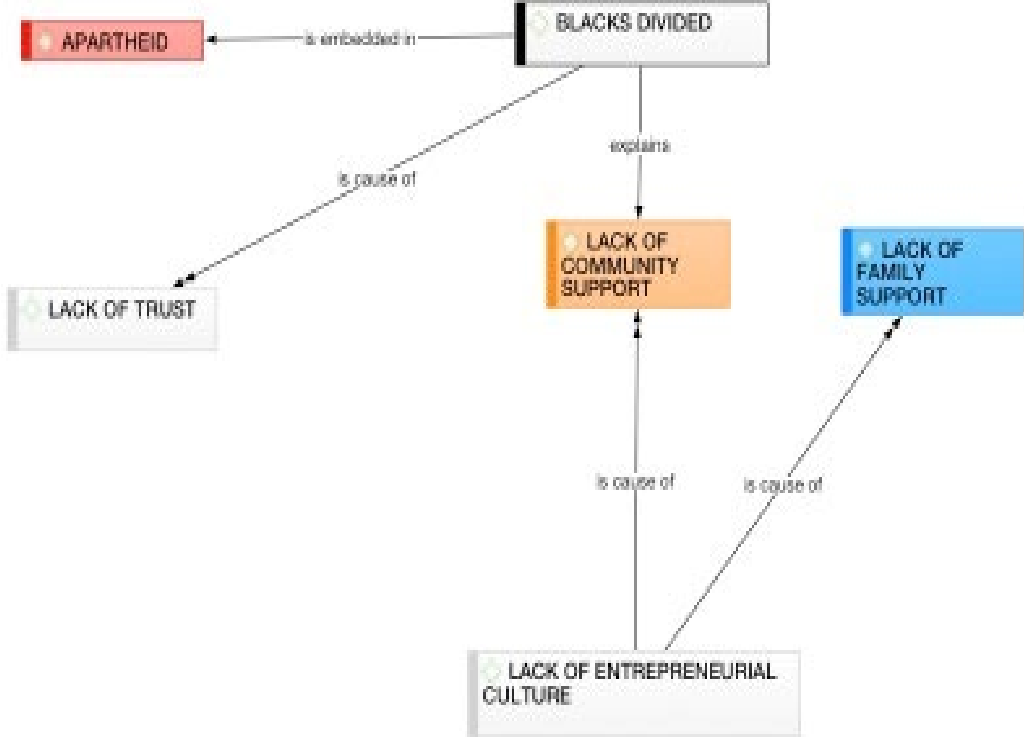 BLACKS DIVIDED
APARTHEID
is embedded in
explains
is cause of
LACK OF
COMMUNITY
SUPPORT
LACK OF
FAMILY
SUPPORT
LACK OF TRUST
is cause of
is cause of
LACK OF ENTREPRENEURIAL
CULTURE